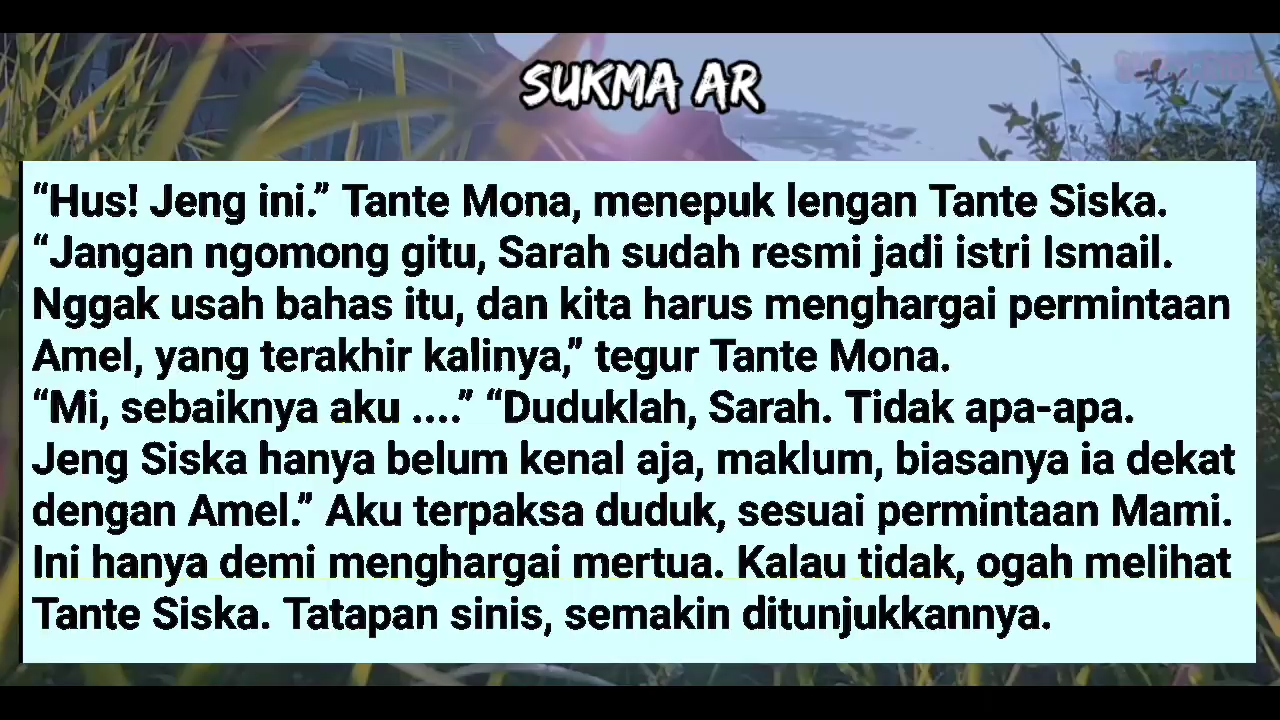 SUKMA AR
“Hus! Jeng ini.” Tante Mona, menepuk lengan Tante Siska.
“Jangan ngomong gitu, Sarah sudah resmi jadi istri Ismail.
Nggak usah bahas itu, dan kita harus menghargai permintaan
Amel, yang terakhir kalinya,” tegur Tante Mona.
“Mi, sebaiknya aku ....” “Duduklah, Sarah. Tidak apa-apa.
Jeng Siska hanya belum kenal aja, maklum, biasanya ia dekat
dengan Amel.” Aku terpaksa duduk, sesuai permintaan Mami.
Ini hanya demi menghargai mertua. Kalau tidak, ogah melihat
Tante Siska. Tatapan sinis, semakin ditunjukkannya.